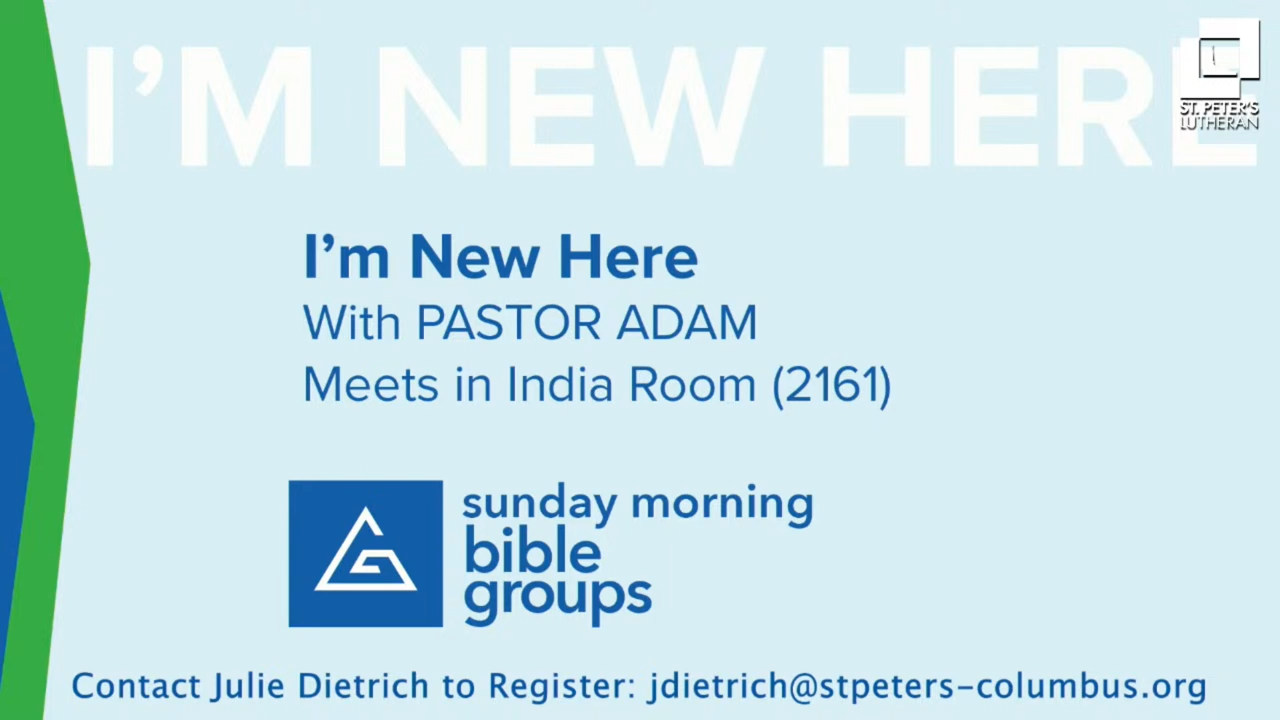 I'M NEW HERE
ST. PETER'S
LUTHERAN
I'm New Here
With PASTOR ADAM
Meets in India Room (2161)
sunday morning
bible
groups
Contact Julie Dietrich to Register: jdietrich@stpeters-columbus.org